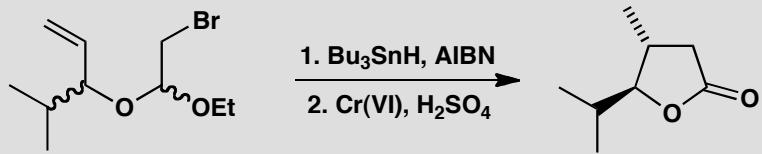 Br
1. Bu₃SnH, AIBN
O
OEt
2. Cr(VI), H₂SO₄
O
O